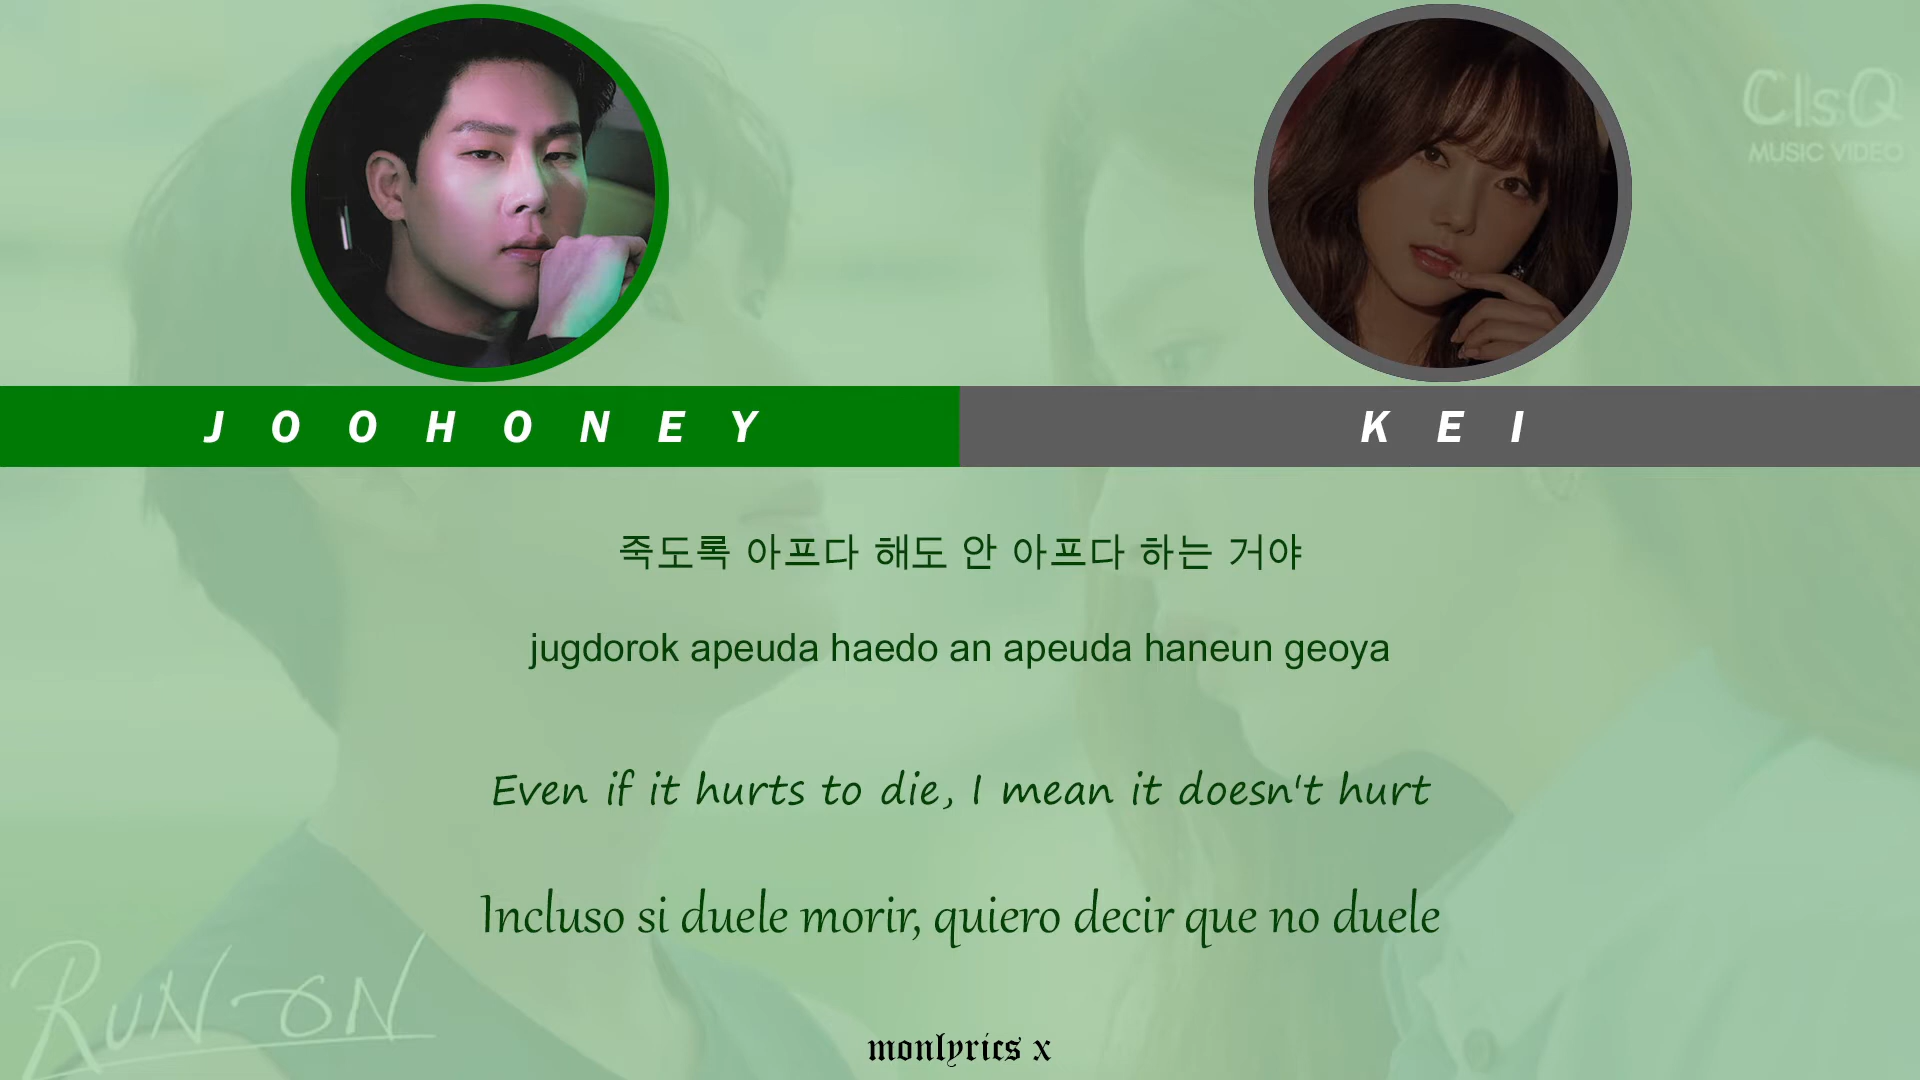 ClsQ
MUSIC VIDEO
J O O H O N E Y
K E I
죽도록 아프다 해도 안 아프다 하는 거야
jugdorok apeuda haedo an apeuda haneun geoya
Even if it hurts to die, I mean it doesn't hurt
Incluso si duele morir, quiero decir que no duele
RUN ON
monlyrics x